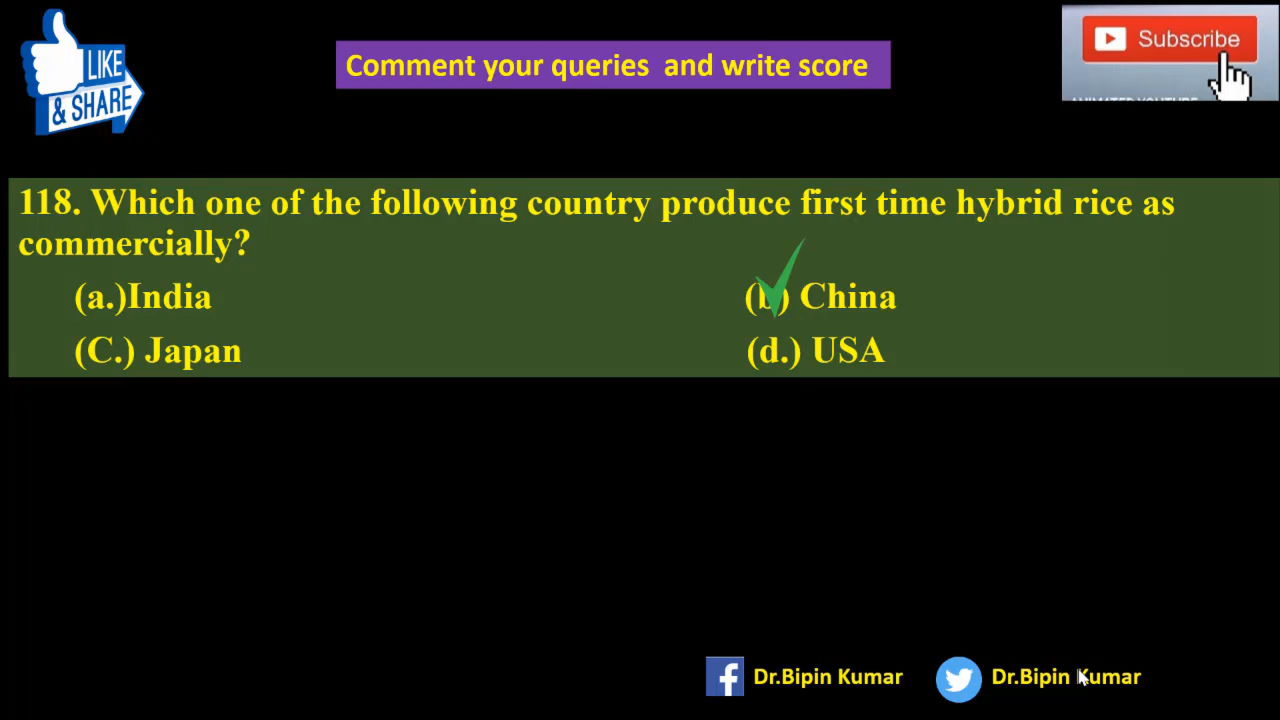 LIKE
& SHARE
Comment your queries and write score
Subscribe
118. Which one of the following country produce first time hybrid rice as
commercially?
(a.)India
(b) China
(C.) Japan
(d.) USA
Dr.Bipin Kumar
Dr.Bipin Kumar